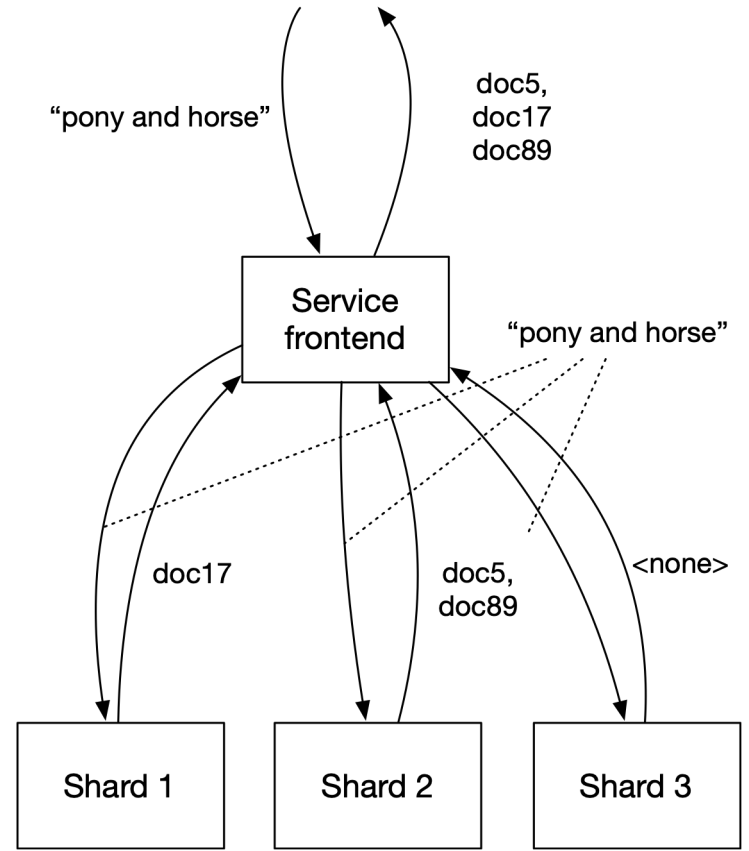 “pony and horse”
doc5,
doc17
doc89
Service
frontend
“pony and horse”
doc17
doc5,
doc89
<none>
Shard 1
Shard 2
Shard 3